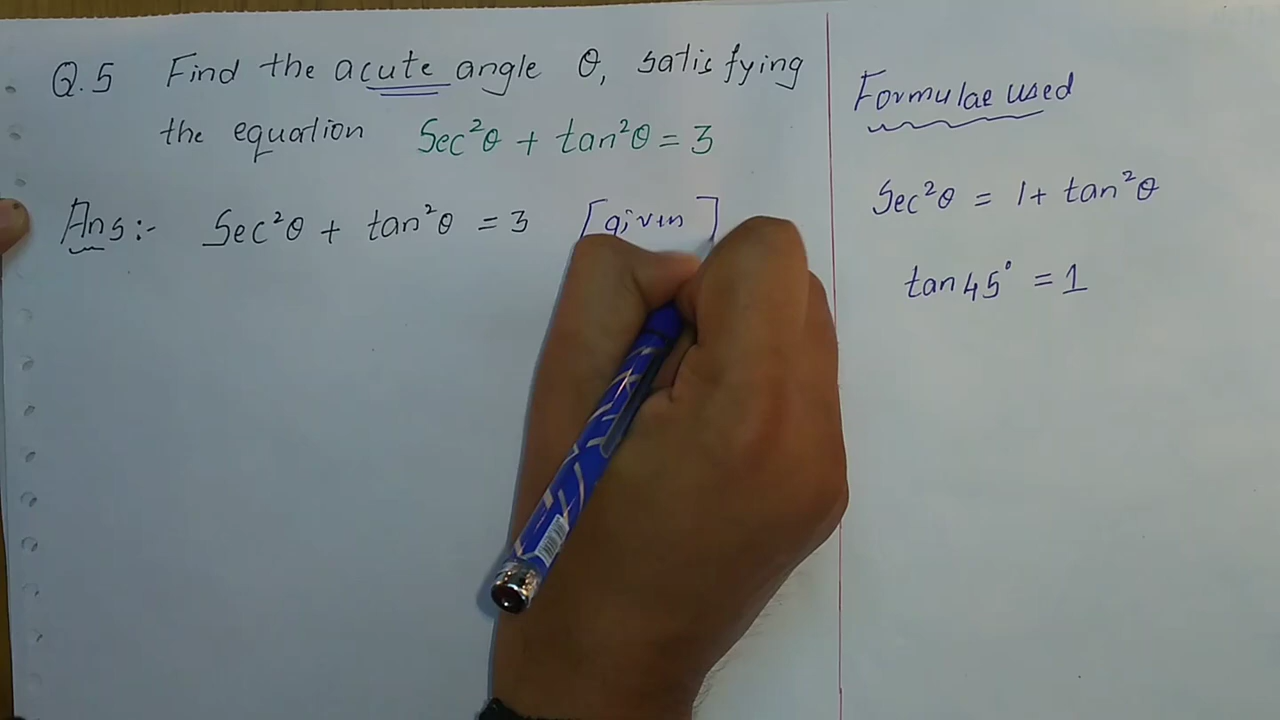 Q.5 Find the acute angle θ, satisfying
the equation Sec²θ + tan²θ = 3
Ans:- Sec²θ + tan²θ = 3 [given]
Formulae used
Sec²θ = 1 + tan²θ
tan 45° = 1